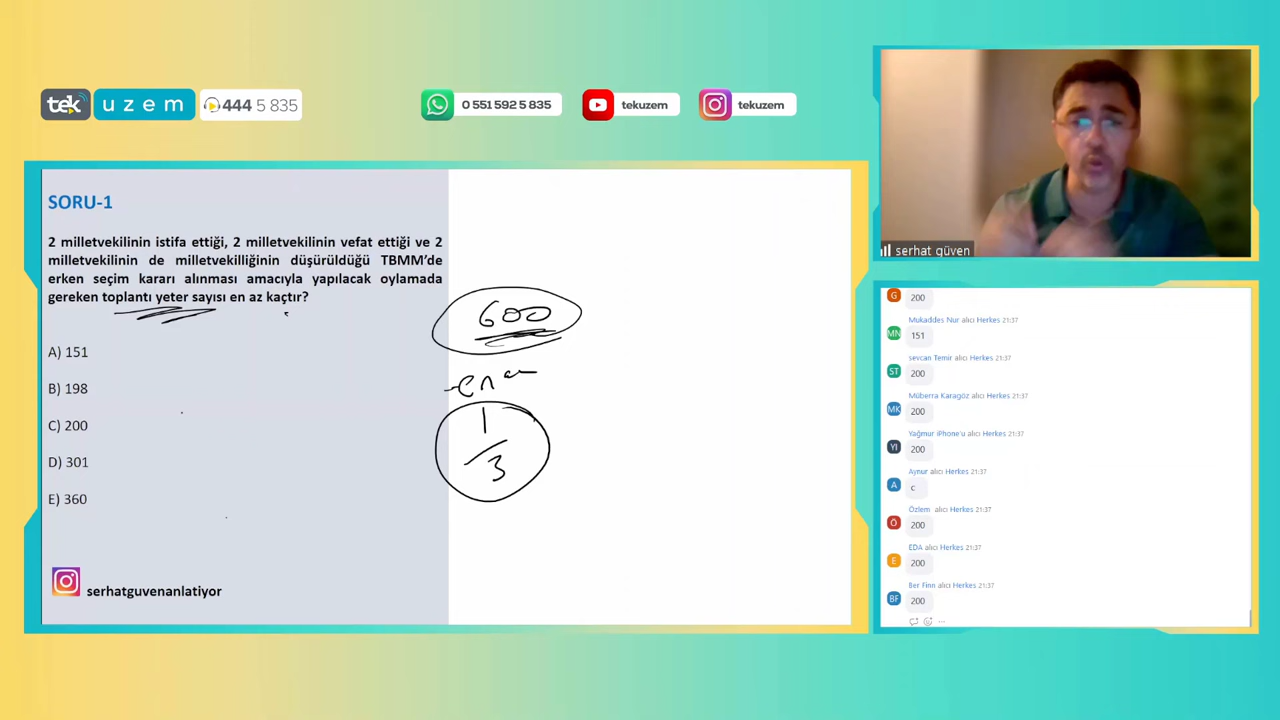 tek uzem 444 5 835
0 551 592 5 835
tekuzem
tekuzem
SORU-1
2 milletvekilinin istifa ettiği, 2 milletvekilinin vefat ettiği ve 2
milletvekilinin de milletvekilliğinin düşürüldüğü TBMM'de
erken seçim kararı alınması amacıyla yapılacak oylamada
gereken toplantı yeter sayısı en az kaçtır?
A) 151
B) 198
C) 200
D) 301
E) 360
serhatguvenanlatiyor
600
en az
1
3
serhat güven
G
200
Mukaddes Nur alıcı Herkes 21:37
MN
151
sevcan Temir alıcı Herkes 21:37
ST
200
Müberra Karagöz alıcı Herkes 21:37
MK
200
Yağmur iPhone'u alıcı Herkes 21:37
YI
200
Aynur alıcı Herkes 21:37
A
c
Özlem alıcı Herkes 21:37
Ö
200
EDA alıcı Herkes 21:37
E
200
Ber Finn alıcı Herkes 21:37
BF
200